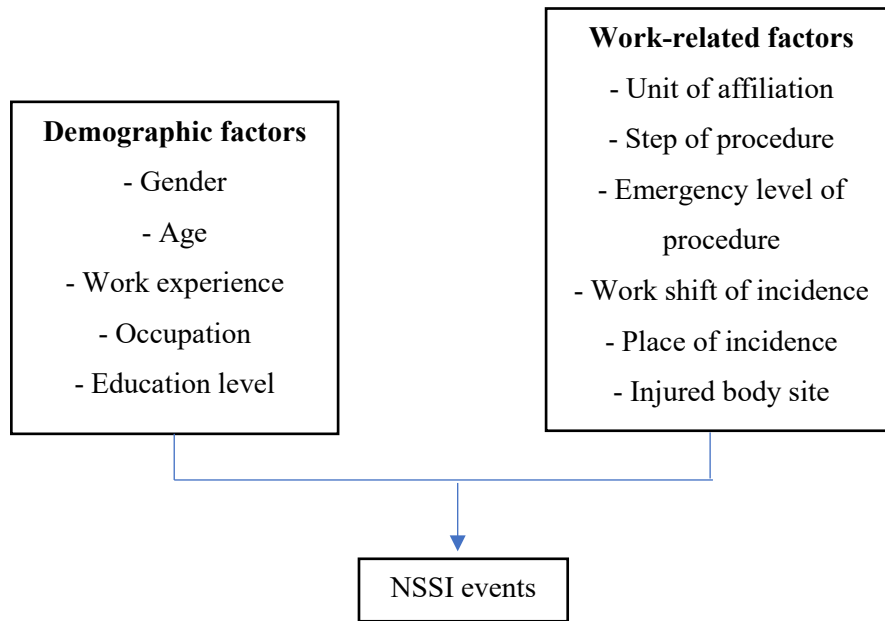 Demographic factors
- Gender
- Age
- Work experience
- Occupation
- Education level
Work-related factors
- Unit of affiliation
- Step of procedure
- Emergency level of
procedure
- Work shift of incidence
- Place of incidence
- Injured body site
NSSI events